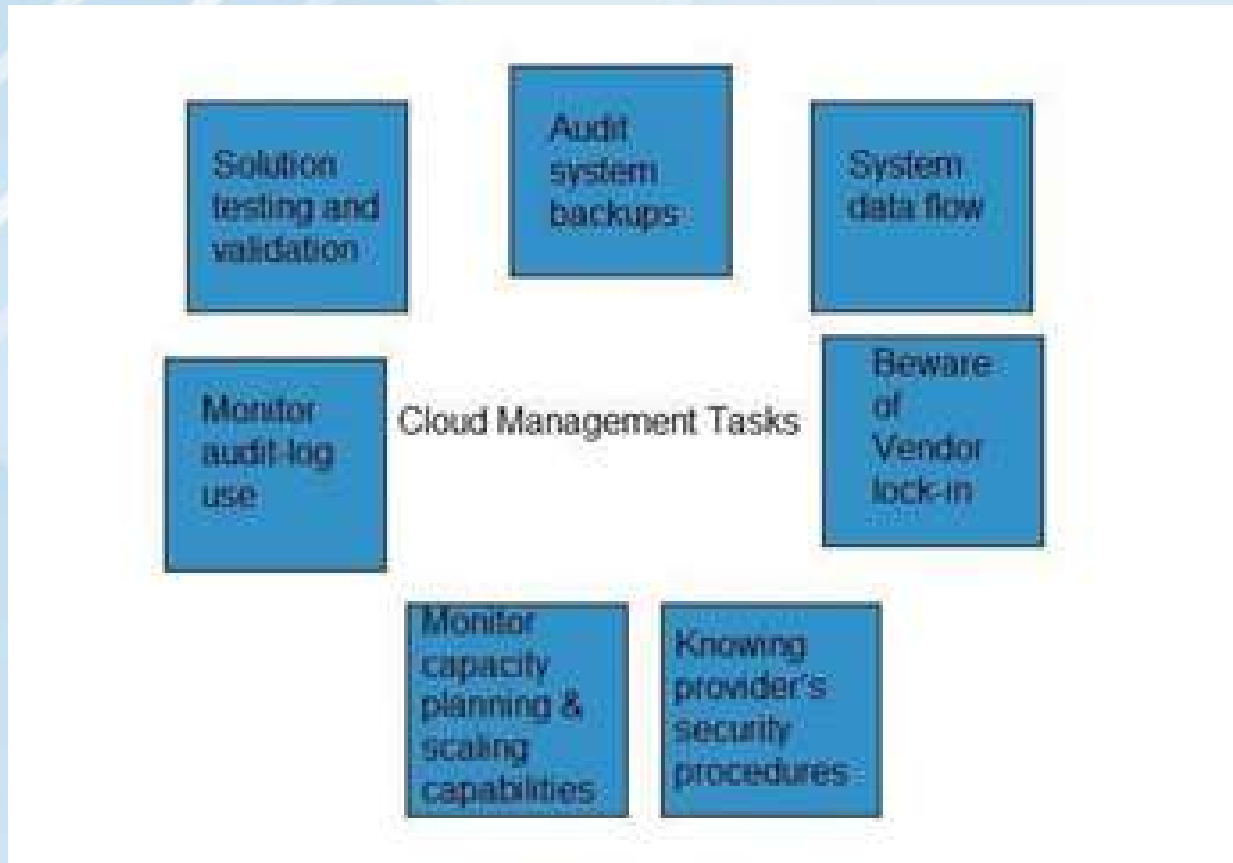 Audit
system
backups
Solution
testing and
validation
System
data flow
Beware
of
Vendor
lock-in
Monitor
audit-log
use
Cloud Management Tasks
Monitor
capacity
planning &
scaling
capabilities
Knowing
provider's
security
procedures